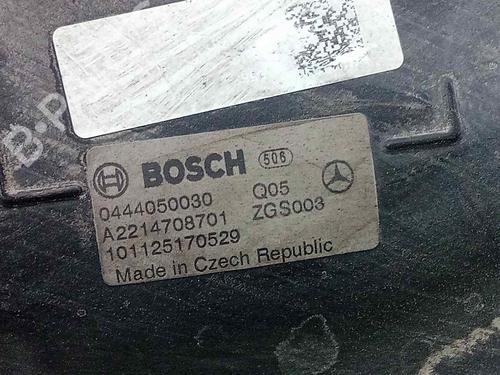 B-P
BOSCH 506
0444050030 Q05
A2214708701 ZGS003
101125170529
Made in Czech Republic